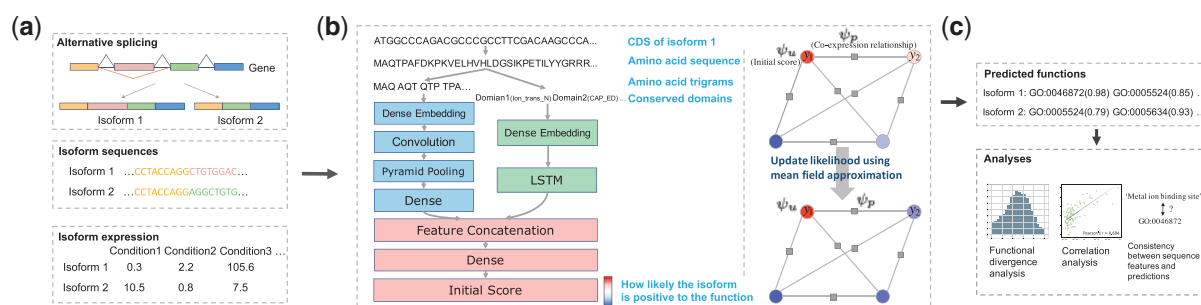 (a)
Alternative splicing
Gene
Isoform 1
Isoform 2
Isoform sequences
Isoform 1 ...CCTACCAGGCTGTGGAC...
Isoform 2 ...CCTACCAGGAGGCTGTG...
Isoform expression
Condition1 Condition2 Condition3 ...
Isoform 1 0.3 2.2 105.6
Isoform 2 10.5 0.8 7.5
(b)
ATGGCCCAGACGCCCGCCTTCGACAAGCCCA...
CDS of isoform 1
MAQTPAFDKPKVELHVHLDGSIKPETILYYGRRR...
Amino acid sequence
MAQ AQT QTP TPA...
Amino acid trigrams
Domian1(Ion_trans_N) Domain2(CAP_ED) ...
Conserved domains
Dense Embedding
Convolution
Pyramid Pooling
Dense
Dense Embedding
LSTM
Feature Concatenation
Dense
Initial Score
How likely the isoform
is positive to the function
ψu
(Initial score)
y1
ψp
(Co-expression relationship)
y2
Update likelihood using
mean field approximation
ψu
y1
ψp
y2
(c)
Predicted functions
Isoform 1: GO:0046872(0.98) GO:0005524(0.85) ...
Isoform 2: GO:0005524(0.79) GO:0005634(0.93) ...
Analyses
Functional
divergence
analysis
Pearson r = 0.684
Correlation
analysis
'Metal ion binding site'
?
GO:0046872
Consistency
between sequence
features and
predictions